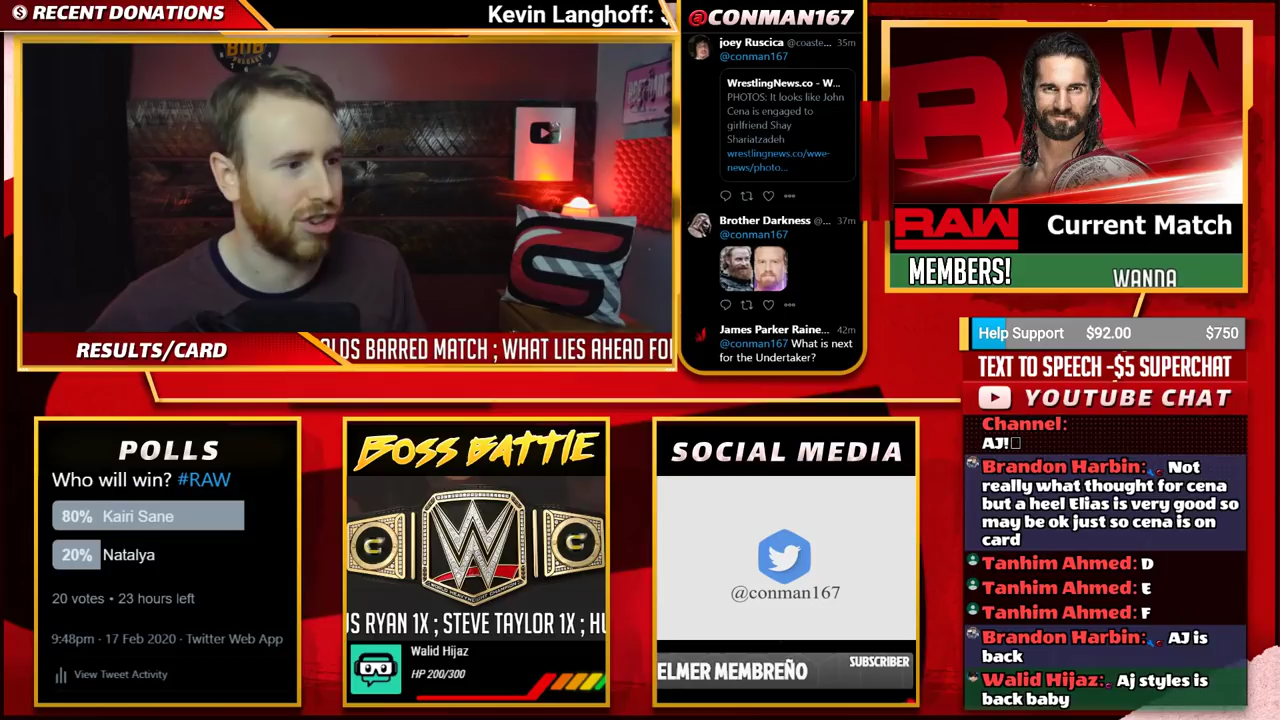 $ RECENT DONATIONS
Kevin Langhoff: $
@CONMAN167
joey Ruscica @coaste... 35m
@conman167
WrestlingNews.co - W...
PHOTOS: It looks like John
Cena is engaged to
girlfriend Shay
Shariatzadeh
wrestlingnews.co/wwe-
news/photo...
Brother Darkness @... 37m
@conman167
James Parker Raine... 42m
@conman167 What is next
for the Undertaker?
RAW
RAW Current Match
MEMBERS! WANDA
RESULTS/CARD
OLDS BARRED MATCH ; WHAT LIES AHEAD FO
Help Support $92.00 $750
TEXT TO SPEECH -$5 SUPERCHAT
YOUTUBE CHAT
Channel:
AJ!
Brandon Harbin: Not
really what thought for cena
but a heel Elias is very good so
may be ok just so cena is on
card
Tanhim Ahmed: D
Tanhim Ahmed: E
Tanhim Ahmed: F
Brandon Harbin: AJ is
back
Walid Hijaz: Aj styles is
back baby
POLLS
Who will win? #RAW
80% Kairi Sane
20% Natalya
20 votes • 23 hours left
9:48pm · 17 Feb 2020 · Twitter Web App
View Tweet Activity
BOSS BATTLE
W
C
C
US RYAN 1X ; STEVE TAYLOR 1X ; HU
Walid Hijaz
HP 200/300
SOCIAL MEDIA
@conman167
ELMER MEMBREÑO
SUBSCRIBER